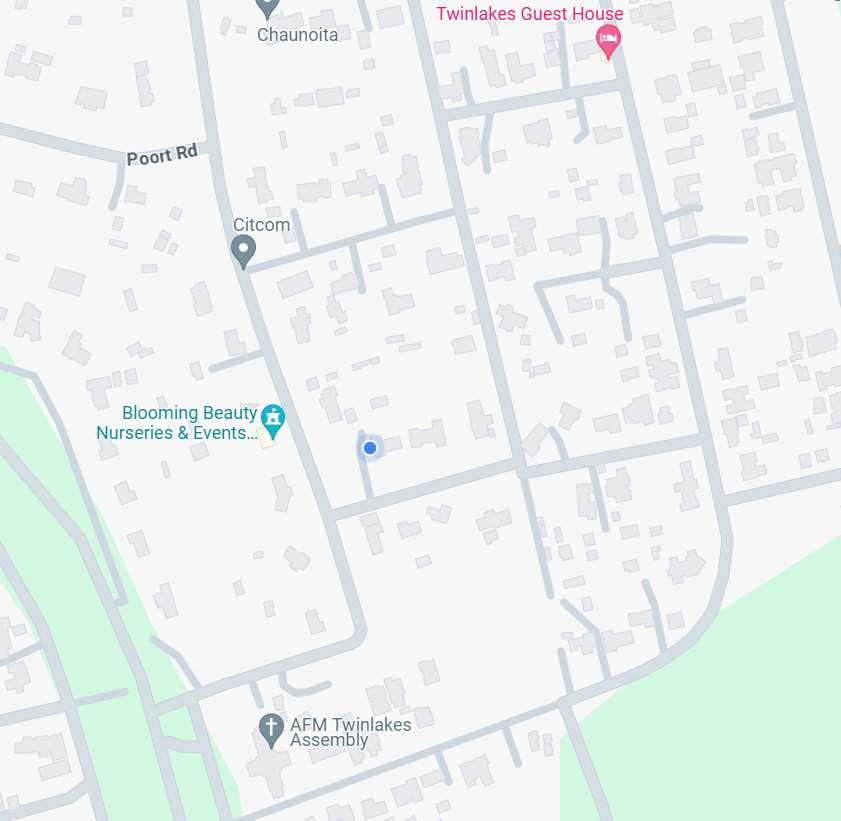 Twinlakes Guest House
Chaunoita
Poort Rd
Citcom
Blooming Beauty
Nurseries & Events...
AFM Twinlakes
Assembly